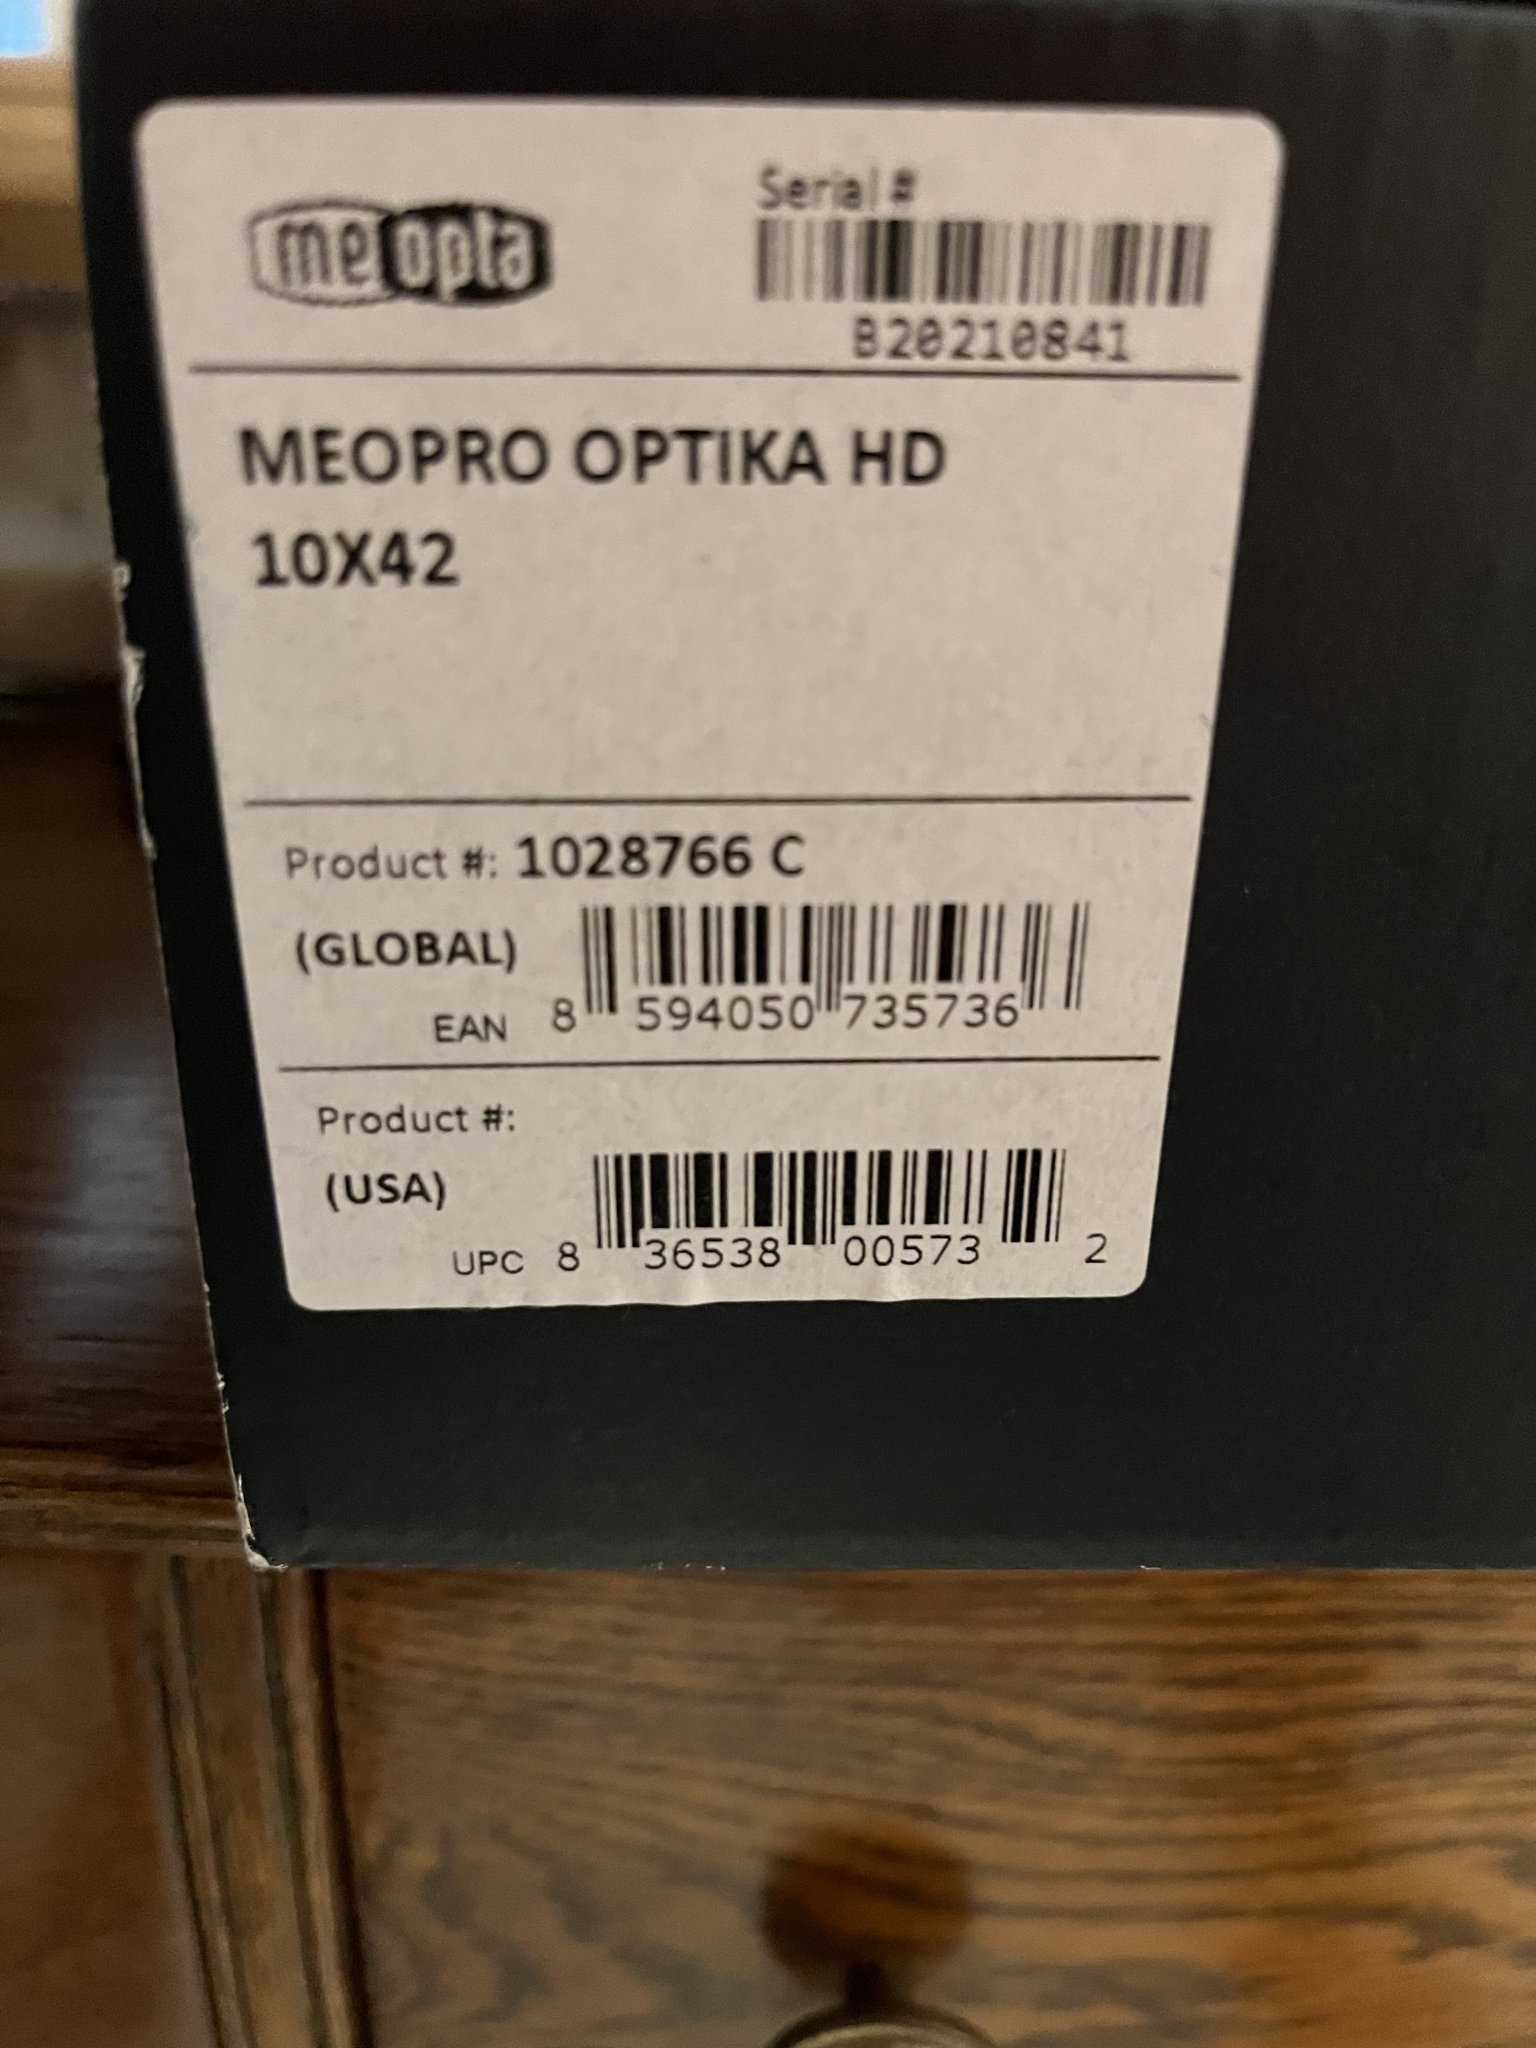 meopta
Serial #
B20210841
MEOPRO OPTIKA HD
10X42
Product #: 1028766 C
(GLOBAL)
EAN 8 594050 735736
Product #:
(USA)
UPC 8 36538 00573 2